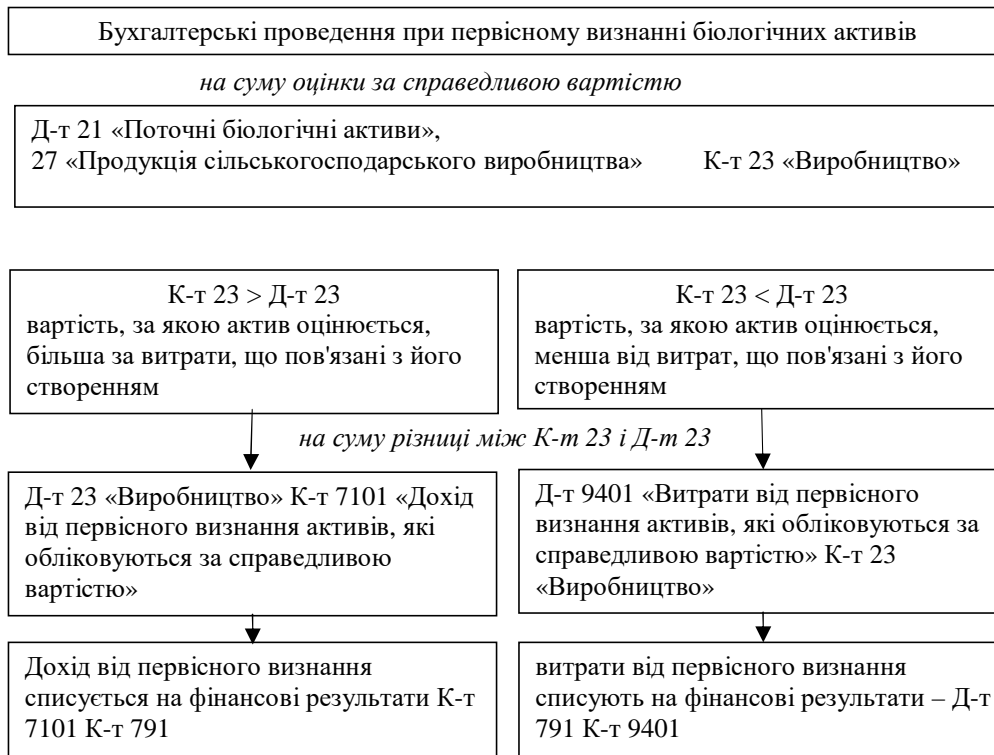 Бухгалтерські проведення при первісному визнанні біологічних активів
на суму оцінки за справедливою вартістю
Д-т 21 «Поточні біологічні активи»,
27 «Продукція сільськогосподарського виробництва» К-т 23 «Виробництво»
К-т 23 > Д-т 23
вартість, за якою актив оцінюється,
більша за витрати, що пов'язані з його
створенням
К-т 23 < Д-т 23
вартість, за якою актив оцінюється,
менша від витрат, що пов'язані з його
створенням
на суму різниці між К-т 23 і Д-т 23
Д-т 23 «Виробництво» К-т 7101 «Дохід
від первісного визнання активів, які
обліковуються за справедливою
вартістю»
Д-т 9401 «Витрати від первісного
визнання активів, які обліковуються за
справедливою вартістю» К-т 23
«Виробництво»
Дохід від первісного визнання
списується на фінансові результати К-т
7101 К-т 791
витрати від первісного визнання
списують на фінансові результати – Д-т
791 К-т 9401